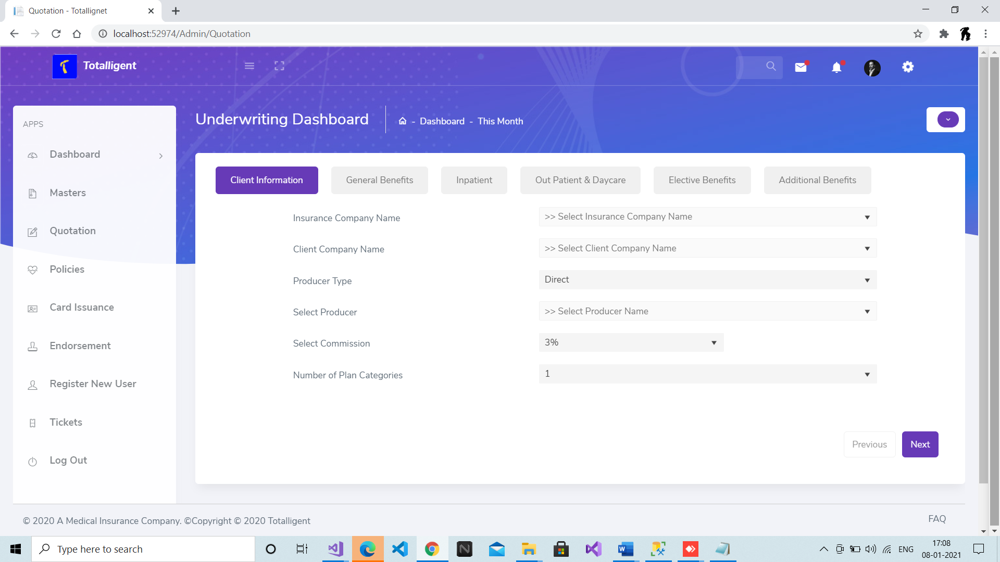 Quotation - Totallignet
localhost:52974/Admin/Quotation
Totalligent
Underwriting Dashboard
- Dashboard - This Month
APPS
Dashboard
Masters
Quotation
Policies
Card Issuance
Endorsement
Register New User
Tickets
Log Out
Client Information
General Benefits
Inpatient
Out Patient & Daycare
Elective Benefits
Additional Benefits
Insurance Company Name
>> Select Insurance Company Name
Client Company Name
>> Select Client Company Name
Producer Type
Direct
Select Producer
>> Select Producer Name
Select Commission
3%
Number of Plan Categories
1
Previous
Next
© 2020 A Medical Insurance Company. ©Copyright © 2020 Totalligent
FAQ
Type here to search
ENG
17:08
08-01-2021